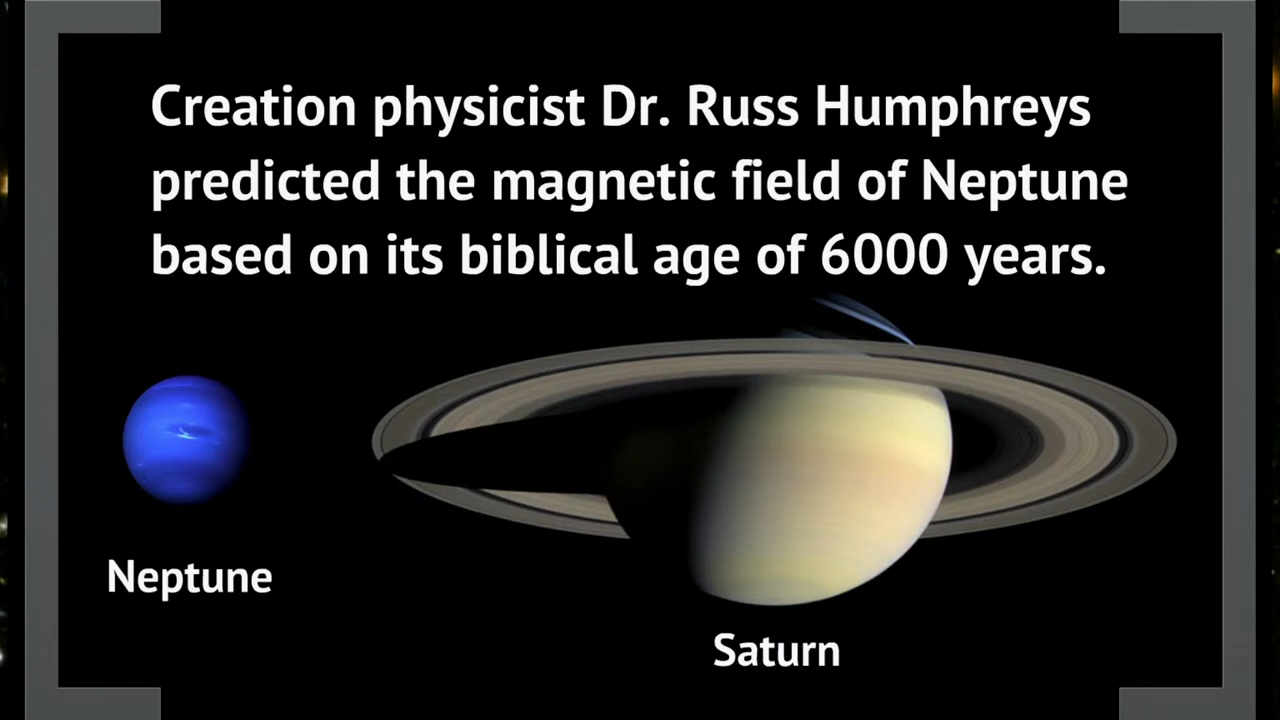 Creation physicist Dr. Russ Humphreys
predicted the magnetic field of Neptune
based on its biblical age of 6000 years.
Neptune
Saturn